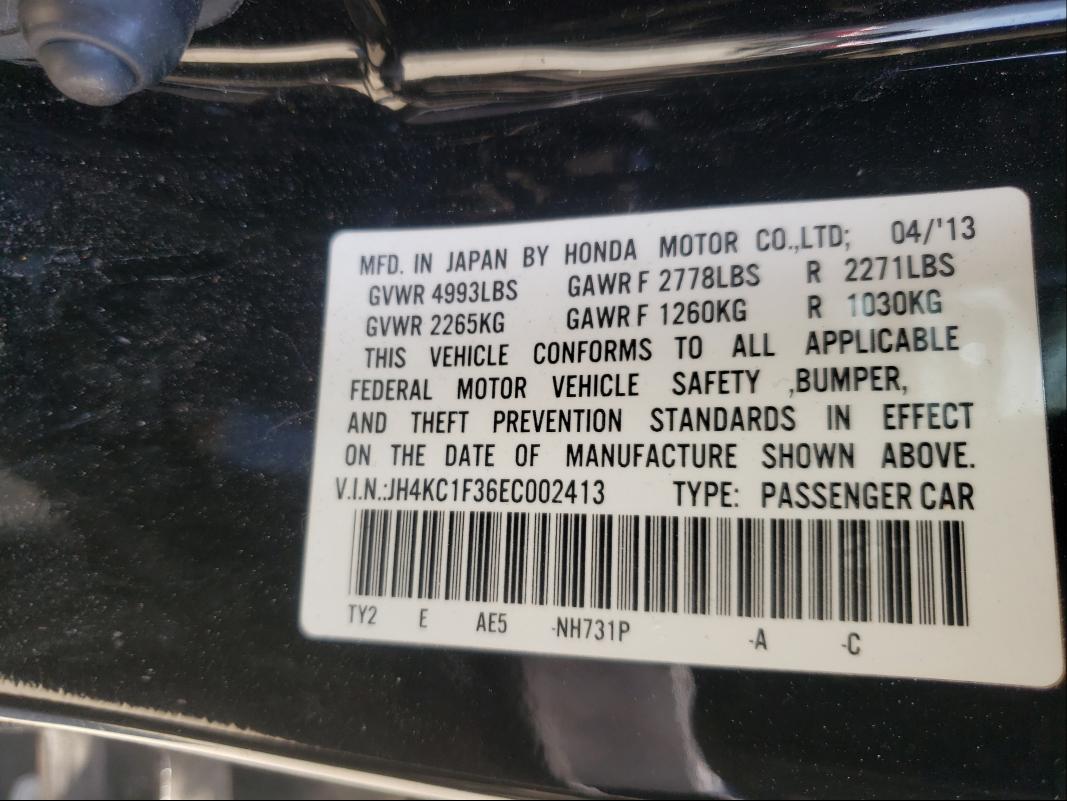 MFD. IN JAPAN BY HONDA MOTOR CO.,LTD; 04/'13
GVWR 4993LBS GAWR F 2778LBS R 2271LBS
GVWR 2265KG GAWR F 1260KG R 1030KG
THIS VEHICLE CONFORMS TO ALL APPLICABLE
FEDERAL MOTOR VEHICLE SAFETY ,BUMPER,
AND THEFT PREVENTION STANDARDS IN EFFECT
ON THE DATE OF MANUFACTURE SHOWN ABOVE.
V.I.N.:JH4KC1F36EC002413 TYPE: PASSENGER CAR
TY2 E AE5 -NH731P -A -C